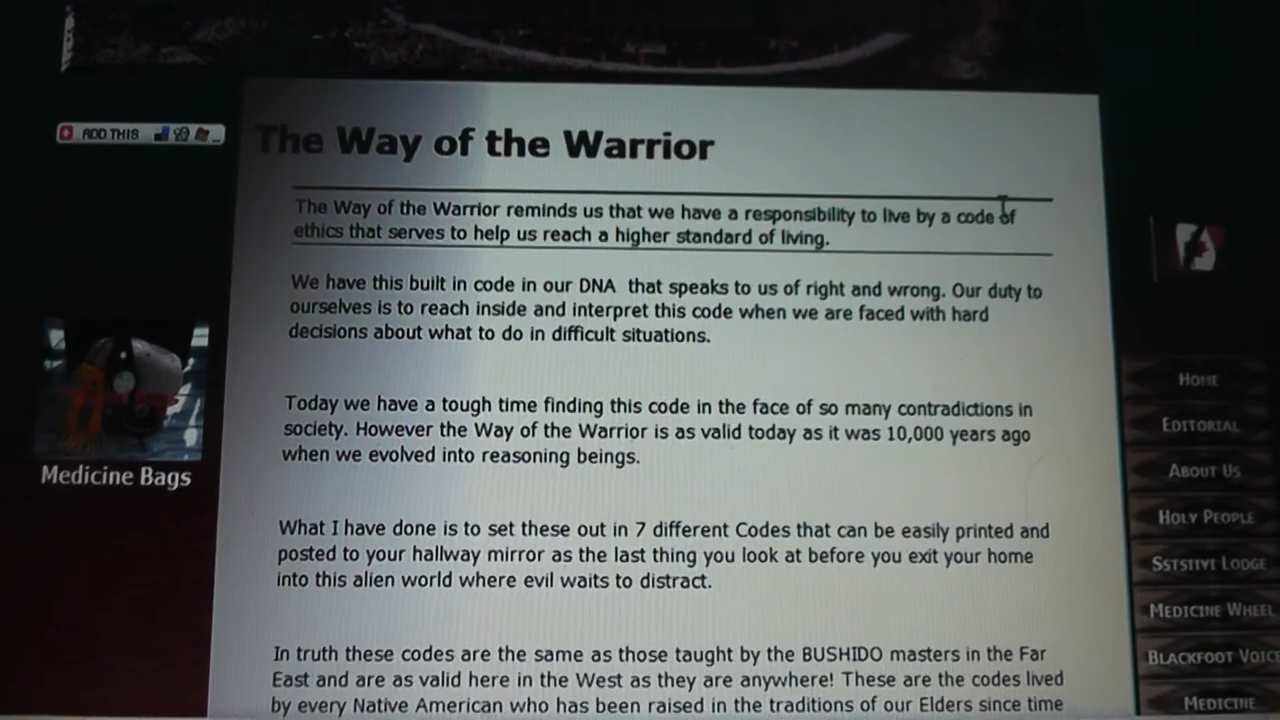 ADD THIS
The Way of the Warrior
The Way of the Warrior reminds us that we have a responsibility to live by a code of
ethics that serves to help us reach a higher standard of living.
We have this built in code in our DNA  that speaks to us of right and wrong. Our duty to
ourselves is to reach inside and interpret this code when we are faced with hard
decisions about what to do in difficult situations.
Today we have a tough time finding this code in the face of so many contradictions in
society. However the Way of the Warrior is as valid today as it was 10,000 years ago
when we evolved into reasoning beings.
What I have done is to set these out in 7 different Codes that can be easily printed and
posted to your hallway mirror as the last thing you look at before you exit your home
into this alien world where evil waits to distract.
In truth these codes are the same as those taught by the BUSHIDO masters in the Far
East and are as valid here in the West as they are anywhere! These are the codes lived
by every Native American who has been raised in the traditions of our Elders since time
Medicine Bags
HOME
EDITORIAL
ABOUT US
HOLY PEOPLE
LODGE
MEDICINE WHEEL
BLACKFOOT VOICE
MEDICINE